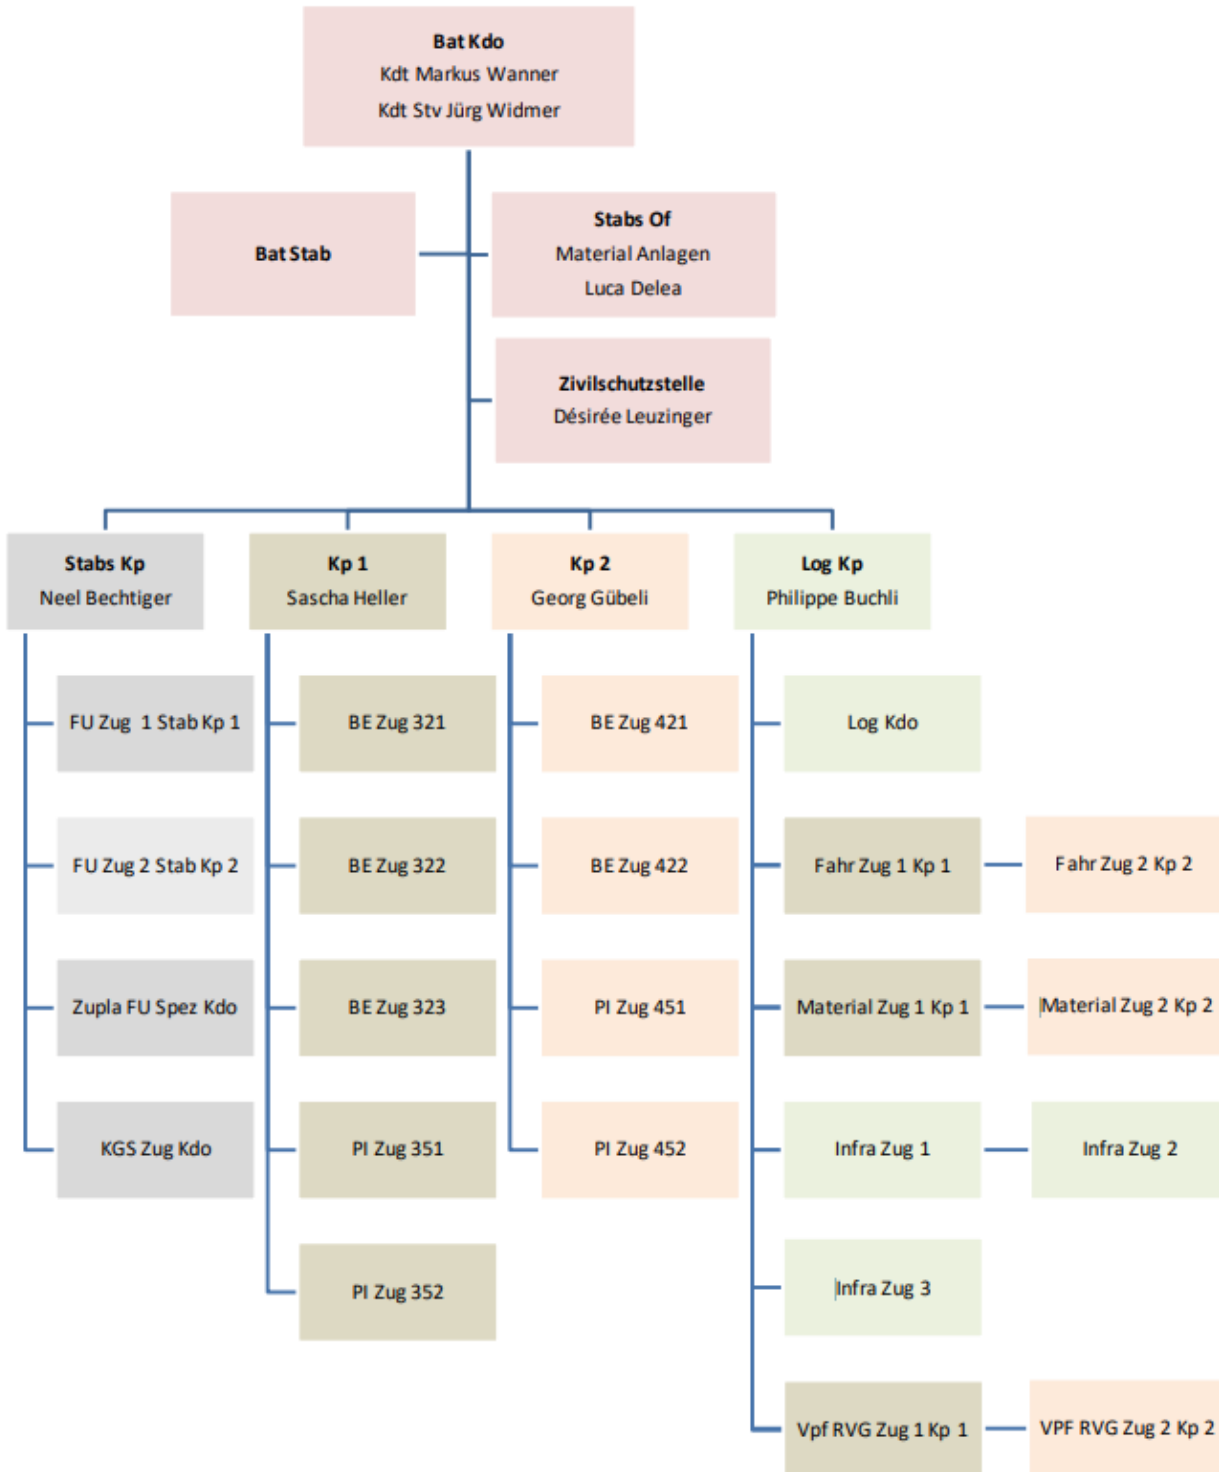 Bat Kdo
Kdt Markus Wanner
Kdt Stv Jürg Widmer
Bat Stab
Stabs Of
Material Anlagen
Luca Delea
Zivilschutzstelle
Désirée Leuzinger
Stabs Kp
Neel Bechtiger
Kp 1
Sascha Heller
Kp 2
Georg Gübeli
Log Kp
Philippe Buchli
FU Zug 1 Stab Kp 1
BE Zug 321
BE Zug 421
Log Kdo
FU Zug 2 Stab Kp 2
BE Zug 322
BE Zug 422
Fahr Zug 1 Kp 1
Fahr Zug 2 Kp 2
Zupla FU Spez Kdo
BE Zug 323
PI Zug 451
Material Zug 1 Kp 1
Material Zug 2 Kp 2
KGS Zug Kdo
PI Zug 351
PI Zug 452
Infra Zug 1
Infra Zug 2
PI Zug 352
Infra Zug 3
Vpf RVG Zug 1 Kp 1
VPF RVG Zug 2 Kp 2